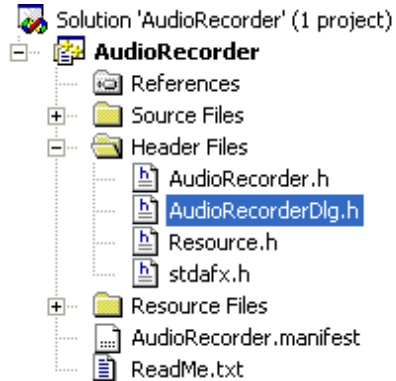 Solution 'AudioRecorder' (1 project)
AudioRecorder
References
Source Files
Header Files
AudioRecorder.h
AudioRecorderDlg.h
Resource.h
stdafx.h
Resource Files
AudioRecorder.manifest
ReadMe.txt